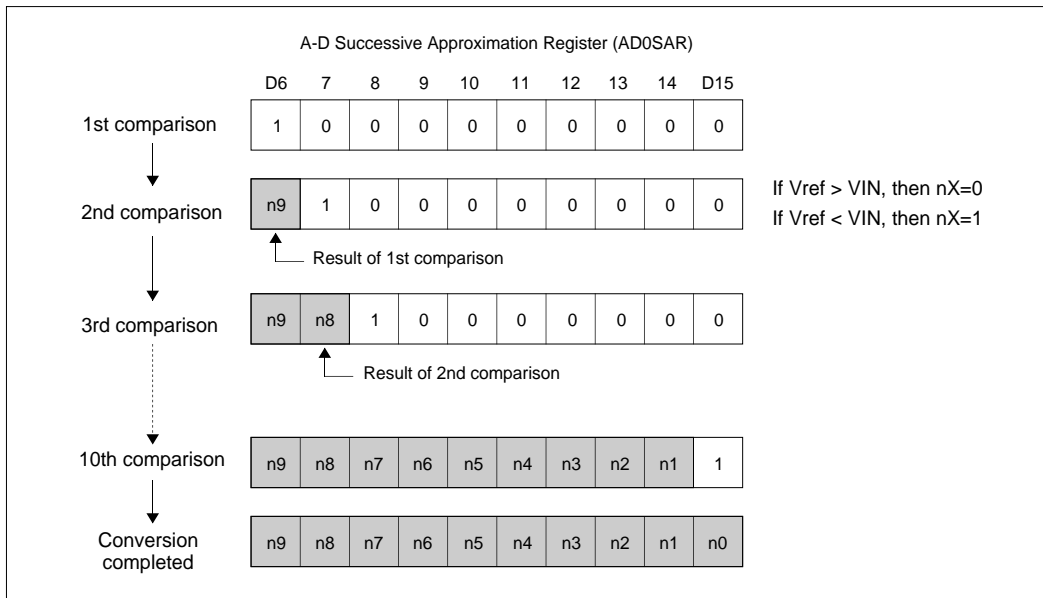 A-D Successive Approximation Register (AD0SAR)
D6 7 8 9 10 11 12 13 14 D15
1st comparison 1 0 0 0 0 0 0 0 0 0
2nd comparison n9 1 0 0 0 0 0 0 0 0
If Vref > VIN, then nX=0
If Vref < VIN, then nX=1
Result of 1st comparison
3rd comparison n9 n8 1 0 0 0 0 0 0 0
Result of 2nd comparison
10th comparison n9 n8 n7 n6 n5 n4 n3 n2 n1 1
Conversion
completed n9 n8 n7 n6 n5 n4 n3 n2 n1 n0